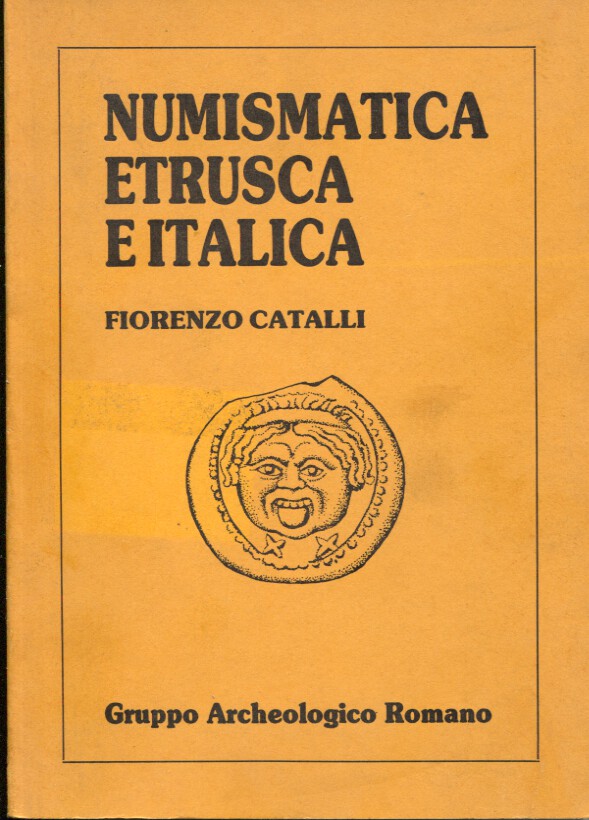 NUMISMATICA
ETRUSCA
E ITALICA
FIORENZO CATALLI
Gruppo Archeologico Romano